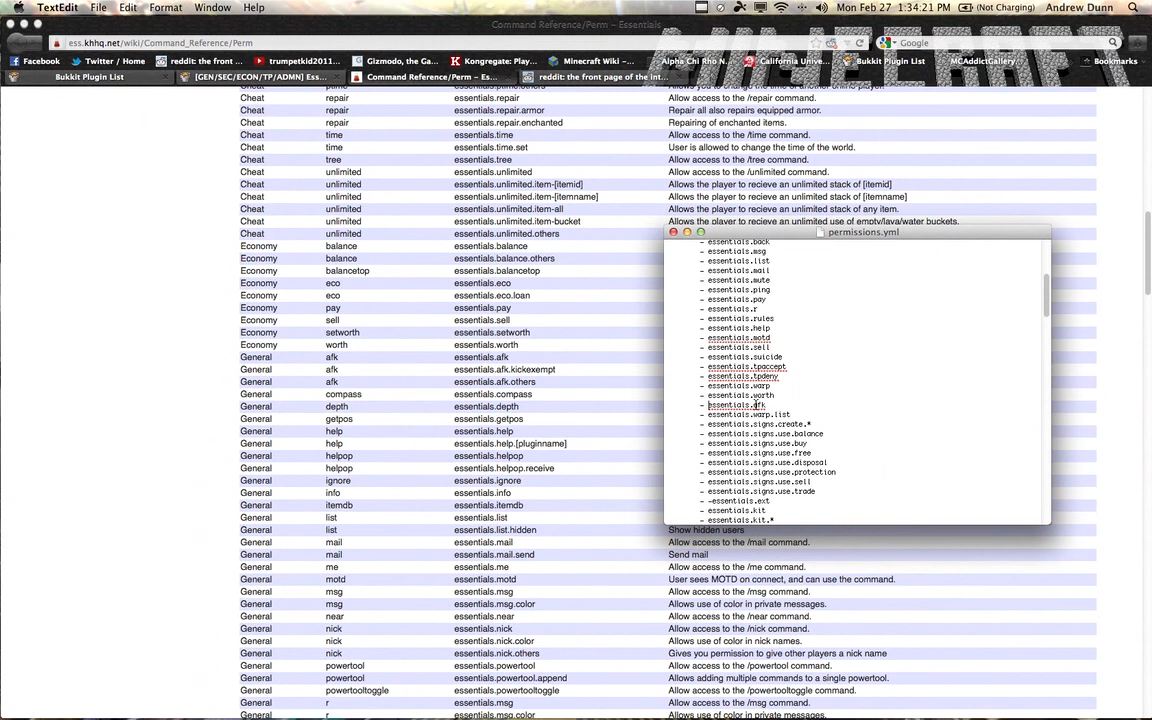 TextEdit File Edit Format Window Help Mon Feb 27 1:34:21 PM (Not Charging) Andrew Dunn
Command Reference/Perm – Essentials
ess.khhq.net/wiki/Command_Reference/Perm Google
Facebook Twitter / Home reddit: the front p... trumpetkid2011... Gizmodo, the Ga... Kongregate: Play... Minecraft Wiki –... Alpha Chi Rho N... California Unive... Bukkit Plugin List MCAddictGallery Bookmarks
Bukkit Plugin List [GEN/SEC/ECON/TP/ADMN] Ess... Command Reference/Perm – Es... reddit: the front page of the int...
Cheat repair essentials.repair Allow access to the /repair command.
Cheat repair essentials.repair.armor Repair all also repairs equipped armor.
Cheat repair essentials.repair.enchanted Repairing of enchanted items.
Cheat time essentials.time Allow access to the /time command.
Cheat time essentials.time.set User is allowed to change the time of the world.
Cheat tree essentials.tree Allow access to the /tree command.
Cheat unlimited essentials.unlimited Allow access to the /unlimited command.
Cheat unlimited essentials.unlimited.item-[itemid] Allows the player to recieve an unlimited stack of [itemid]
Cheat unlimited essentials.unlimited.item-[itemname] Allows the player to recieve an unlimited stack of [itemname]
Cheat unlimited essentials.unlimited.item-all Allows the player to recieve an unlimited stack of any item.
Cheat unlimited essentials.unlimited.item-bucket Allows the player to recieve an unlimited use of empty/lava/water buckets.
Cheat unlimited essentials.unlimited.others
Economy balance essentials.balance
Economy balance essentials.balance.others
Economy balancetop essentials.balancetop
Economy eco essentials.eco
Economy eco essentials.eco.loan
Economy pay essentials.pay
Economy sell essentials.sell
Economy setworth essentials.setworth
Economy worth essentials.worth
General afk essentials.afk
General afk essentials.afk.kickexempt
General afk essentials.afk.others
General compass essentials.compass
General depth essentials.depth
General getpos essentials.getpos
General help essentials.help
General help essentials.help.[pluginname]
General helpop essentials.helpop
General helpop essentials.helpop.receive
General ignore essentials.ignore
General info essentials.info
General itemdb essentials.itemdb
General list essentials.list
General list essentials.list.hidden Show hidden users
General mail essentials.mail Allow access to the /mail command.
General mail essentials.mail.send Send mail
General me essentials.me Allow access to the /me command.
General motd essentials.motd User sees MOTD on connect, and can use the command.
General msg essentials.msg Allow access to the /msg command.
General msg essentials.msg.color Allows use of color in private messages.
General near essentials.near Allow access to the /near command.
General nick essentials.nick Allow access to the /nick command.
General nick essentials.nick.color Allows use of color in nick names.
General nick essentials.nick.others Gives you permission to give other players a nick name
General powertool essentials.powertool Allow access to the /powertool command.
General powertool essentials.powertool.append Allows adding multiple commands to a single powertool.
General powertooltoggle essentials.powertooltoggle Allow access to the /powertooltoggle command.
General r essentials.msg Allow access to the /msg command.
General r essentials.msg.color Allows use of color in private messages.
permissions.yml
- essentials.back
- essentials.msg
- essentials.list
- essentials.mail
- essentials.mute
- essentials.ping
- essentials.pay
- essentials.r
- essentials.rules
- essentials.help
- essentials.motd
- essentials.sell
- essentials.suicide
- essentials.tpaccept
- essentials.tpdeny
- essentials.warp
- essentials.worth
- essentials.afk
- essentials.warp.list
- essentials.signs.create.*
- essentials.signs.use.balance
- essentials.signs.use.buy
- essentials.signs.use.free
- essentials.signs.use.disposal
- essentials.signs.use.protection
- essentials.signs.use.sell
- essentials.signs.use.trade
- -essentials.ext
- essentials.kit
- essentials.kit.*